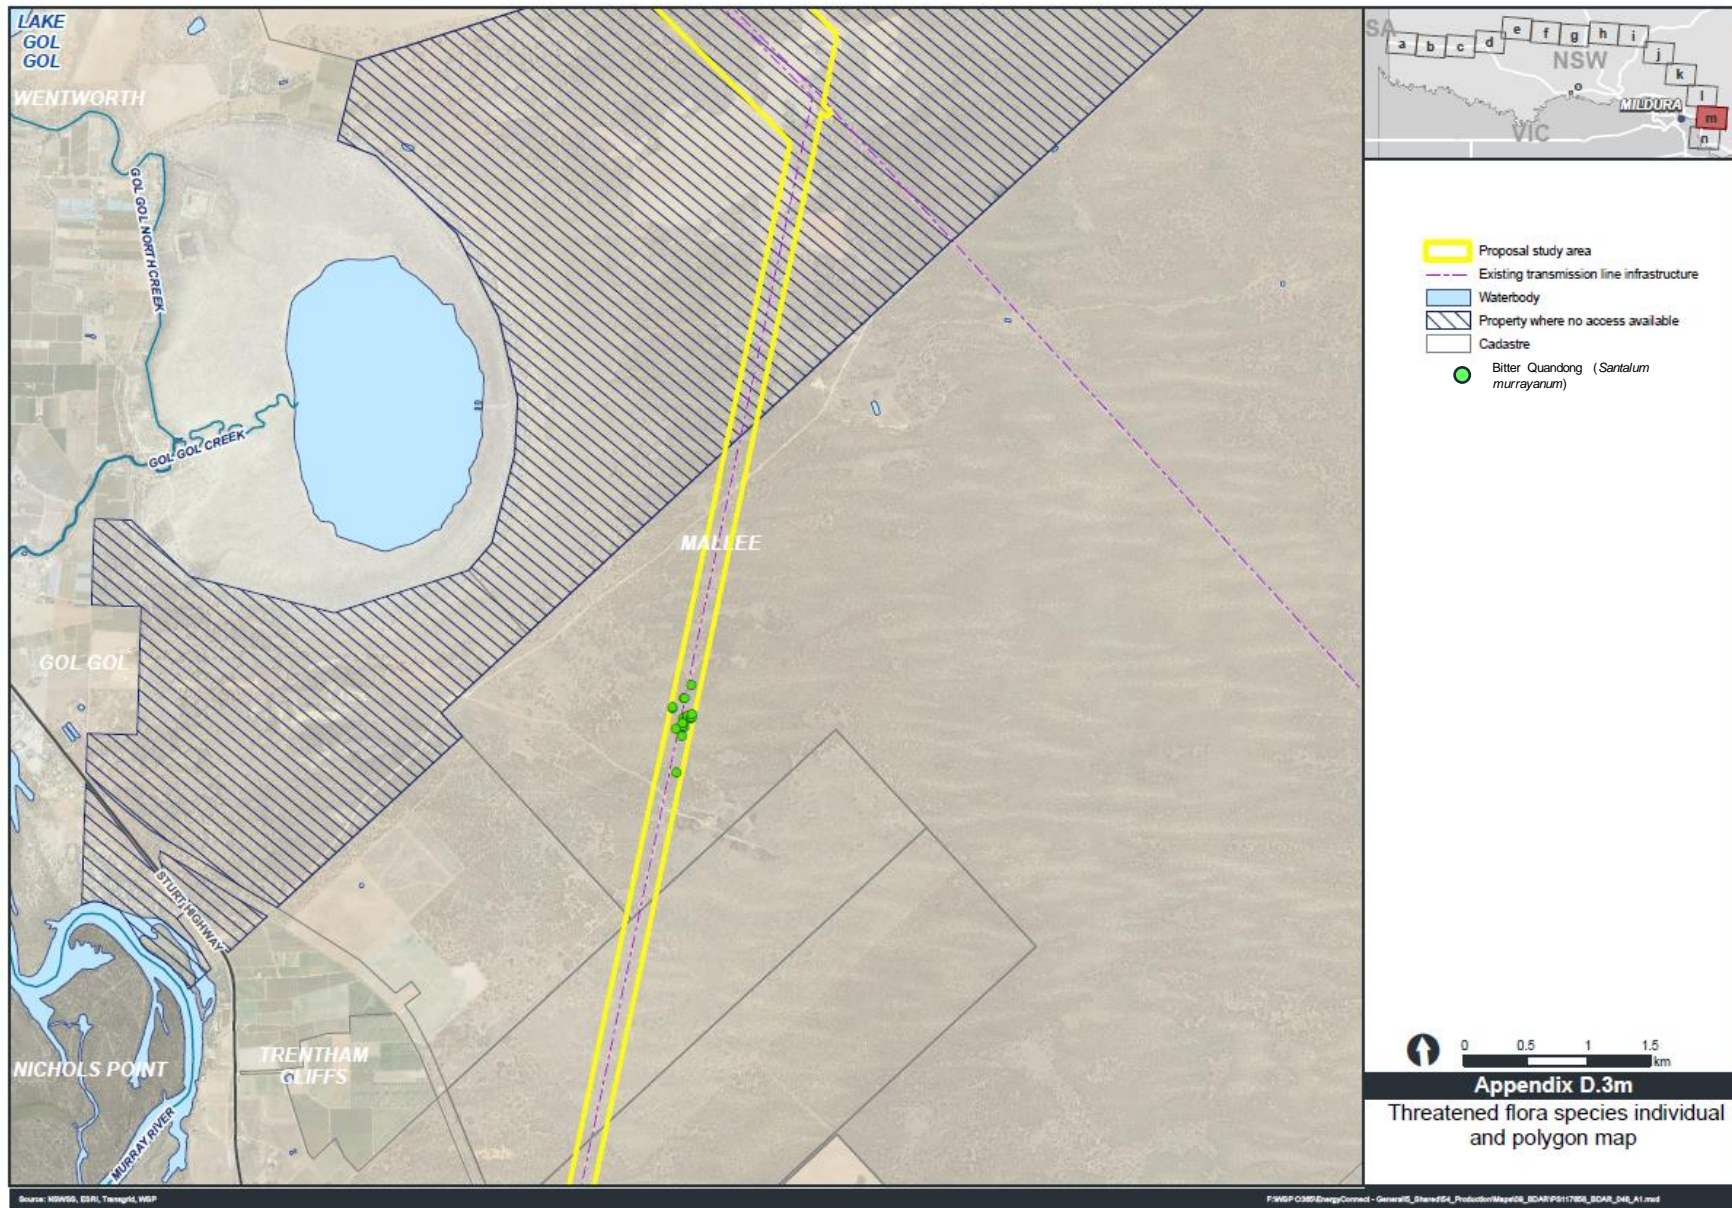 LAKE
GOL
GOL
WENTWORTH
GOL GOL NORTH CREEK
GOL GOL CREEK
MALLEE
GOL GOL
STURT HIGHWAY
NICHOLS POINT
TRENTHAM
CLIFFS
MURRAY RIVER
SA
a
b
c
d
e
f
g
h
i
j
k
l
m
n
NSW
MILDURA
VIC
Proposal study area
Existing transmission line infrastructure
Waterbody
Property where no access available
Cadastre
Bitter Quandong (Santalum
murrayanum)
0 0.5 1 1.5
km
Appendix D.3m
Threatened flora species individual
and polygon map
Source: NSWSS, ESRI, Transgrid, WSP